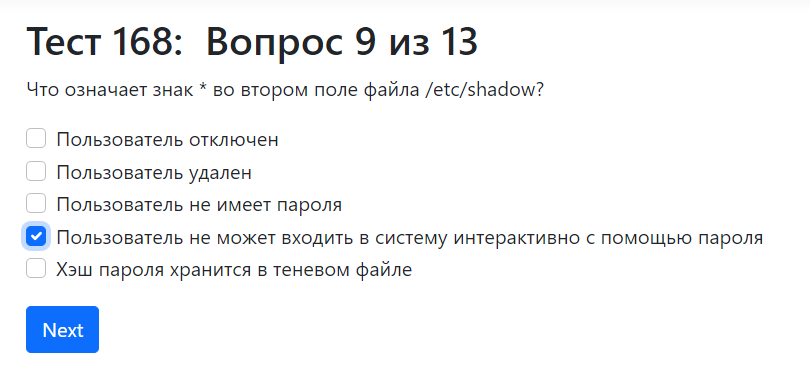 Тест 168: Вопрос 9 из 13
Что означает знак * во втором поле файла /etc/shadow?
Пользователь отключен
Пользователь удален
Пользователь не имеет пароля
Пользователь не может входить в систему интерактивно с помощью пароля
Хэш пароля хранится в теневом файле
Next